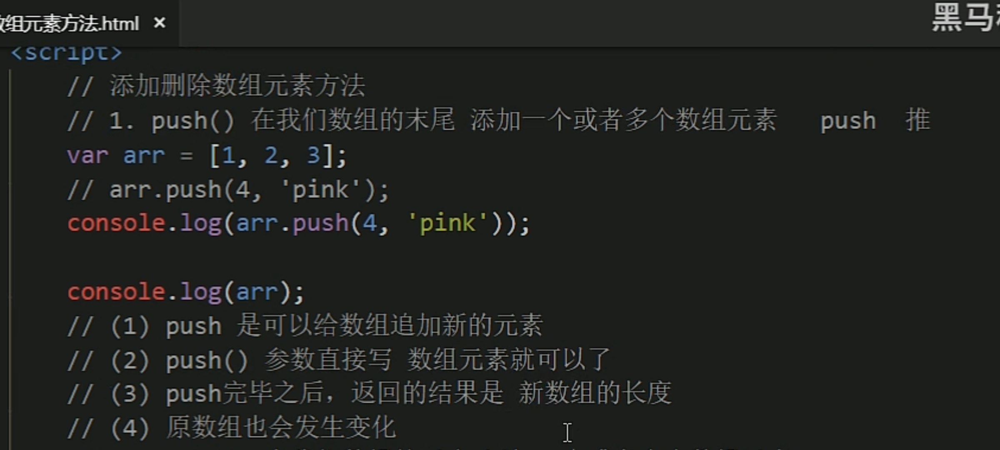 组元素方法.html ×
黑马
<script>
// 添加删除数组元素方法
// 1. push() 在我们数组的末尾 添加一个或者多个数组元素 push 推
var arr = [1, 2, 3];
// arr.push(4, 'pink');
console.log(arr.push(4, 'pink'));
console.log(arr);
// (1) push 是可以给数组追加新的元素
// (2) push() 参数直接写 数组元素就可以了
// (3) push完毕之后，返回的结果是 新数组的长度
// (4) 原数组也会发生变化